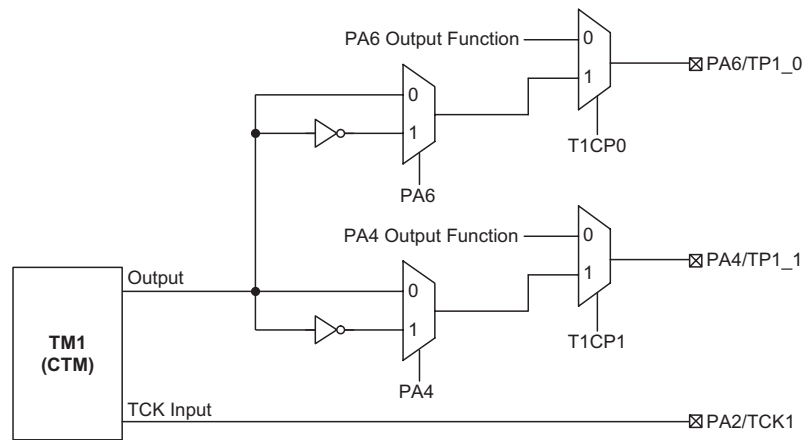 PA6 Output Function
0
1
PA6/TP1_0
T1CP0
0
1
PA6
PA4 Output Function
0
1
PA4/TP1_1
T1CP1
Output
0
1
PA4
TM1
(CTM)
TCK Input
PA2/TCK1